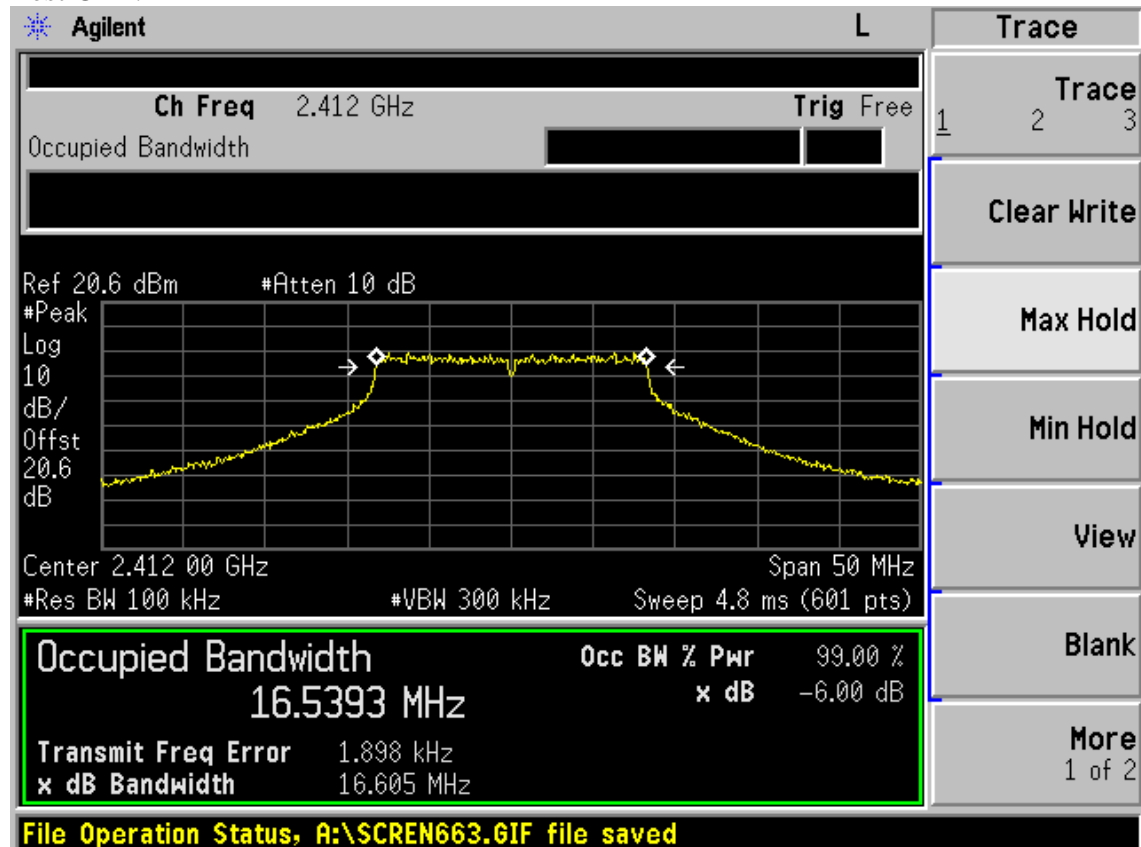 Agilent L Trace
Ch Freq 2.412 GHz Trig Free
Occupied Bandwidth
Ref 20.6 dBm #Atten 10 dB
#Peak
Log
10
dB/
Offst
20.6
dB
Center 2.412 00 GHz Span 50 MHz
#Res BW 100 kHz #VBW 300 kHz Sweep 4.8 ms (601 pts)
Occupied Bandwidth Occ BW % Pwr 99.00 %
16.5393 MHz x dB -6.00 dB
Transmit Freq Error 1.898 kHz
x dB Bandwidth 16.605 MHz
File Operation Status, A:\SCREN663.GIF file saved
Trace
1 2 3
Clear Write
Max Hold
Min Hold
View
Blank
More
1 of 2